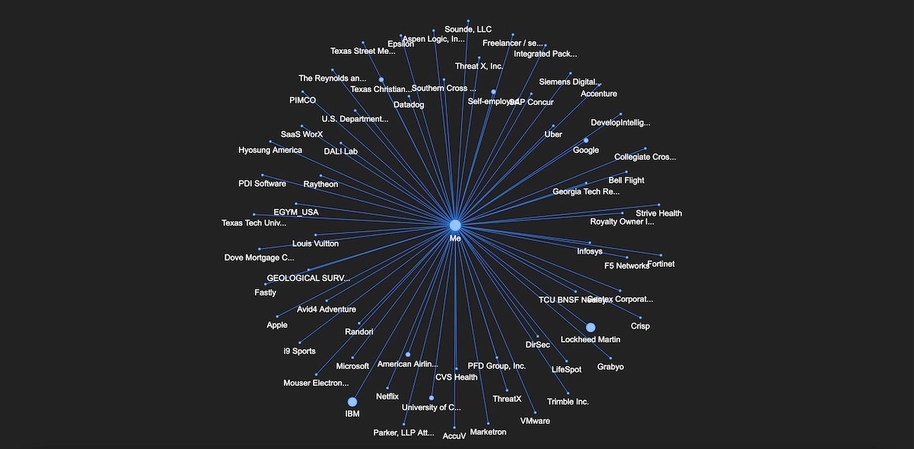 Sounde, LLC
Aspen Logic, In...
Epsilon
Freelancer / se...
Texas Street Me...
Integrated Pack...
Threat X, Inc.
The Reynolds an...
Siemens Digital...
Texas Christian...
Southern Cross ...
Accenture
PIMCO
Datadog
Self-employed
SAP Concur
U.S. Department...
DevelopIntellig...
SaaS WorX
Uber
Hyosung America
DALI Lab
Google
Collegiate Cros...
PDI Software
Raytheon
Bell Flight
Georgia Tech Re...
EGYM_USA
Strive Health
Texas Tech Univ...
Royalty Owner I...
Me
Louis Vuitton
Infosys
Dove Mortgage C...
F5 Networks
Fortinet
GEOLOGICAL SURV...
Fastly
TCU BNSF
Corporat...
Avid4 Adventure
Apple
Crisp
Randori
Lockheed Martin
DirSec
i9 Sports
Microsoft
American Airlin...
PFD Group, Inc.
LifeSpot
Grabyo
CVS Health
Mouser Electron...
Netflix
ThreatX
Trimble Inc.
IBM
University of C...
VMware
Parker, LLP Att...
AccuV
Marketron